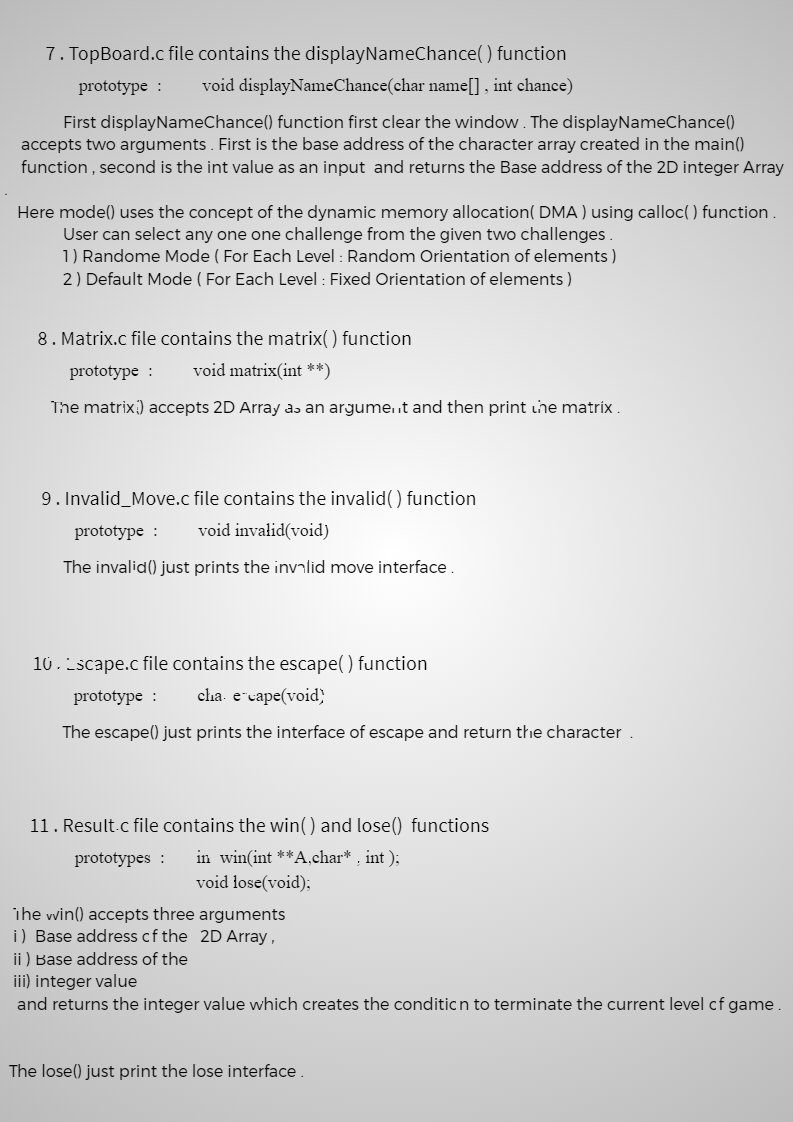 7 . TopBoard.c file contains the displayNameChance( ) function
prototype : void displayNameChance(char name[] , int chance)
First displayNameChance() function first clear the window . The displayNameChance()
accepts two arguments . First is the base address of the character array created in the main()
function , second is the int value as an input and returns the Base address of the 2D integer Array
.
Here mode() uses the concept of the dynamic memory allocation( DMA ) using calloc( ) function .
User can select any one one challenge from the given two challenges .
1 ) Randome Mode ( For Each Level : Random Orientation of elements )
2 ) Default Mode ( For Each Level : Fixed Orientation of elements )
8 . Matrix.c file contains the matrix( ) function
prototype : void matrix(int **)
The matrix() accepts 2D Array as an argument and then print the matrix .
9 . Invalid_Move.c file contains the invalid( ) function
prototype : void invalid(void)
The invalid() just prints the invalid move interface .
10 . Escape.c file contains the escape( ) function
prototype : char escape(void)
The escape() just prints the interface of escape and return the character .
11 . Result.c file contains the win( ) and lose() functions
prototypes : in win(int **A,char* , int );
void lose(void);
The win() accepts three arguments
i ) Base address of the 2D Array ,
ii ) Base address of the
iii) integer value
and returns the integer value which creates the condition to terminate the current level of game .
The lose() just print the lose interface .